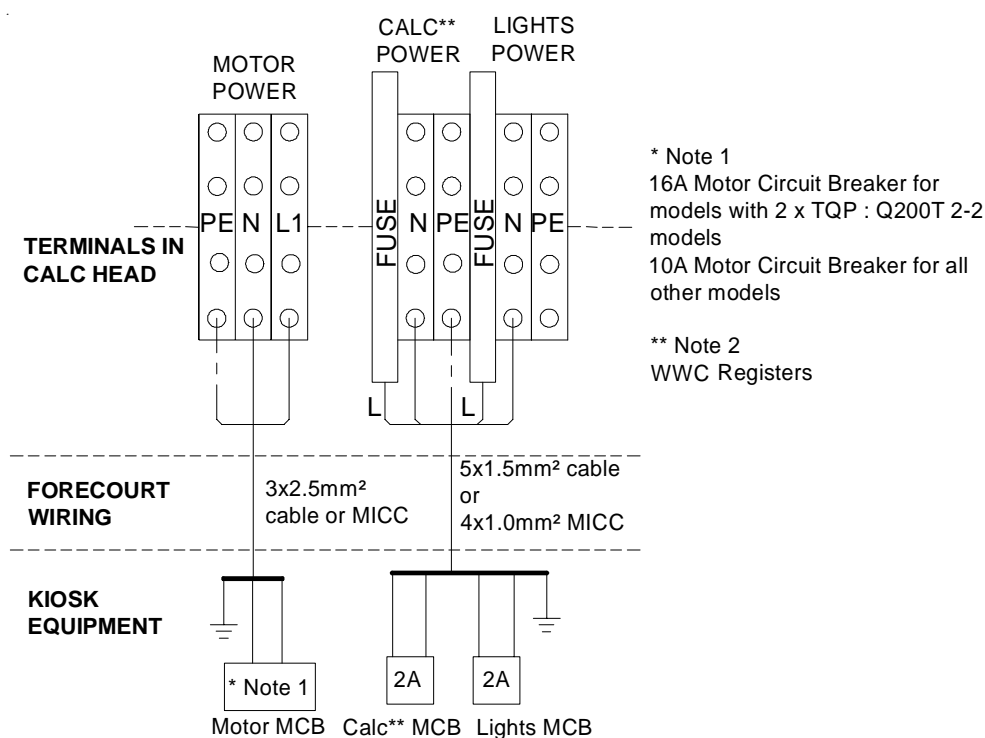 MOTOR
POWER
CALC**
POWER
LIGHTS
POWER
PE N L1
FUSE
N PE
FUSE
N PE
TERMINALS IN
CALC HEAD
* Note 1
16A Motor Circuit Breaker for
models with 2 x TQP : Q200T 2-2
models
10A Motor Circuit Breaker for all
other models
** Note 2
WWC Registers
L
L
FORECOURT
WIRING
3x2.5mm²
cable or MICC
5x1.5mm² cable
or
4x1.0mm² MICC
KIOSK
EQUIPMENT
* Note 1
2A
2A
Motor MCB
Calc** MCB
Lights MCB